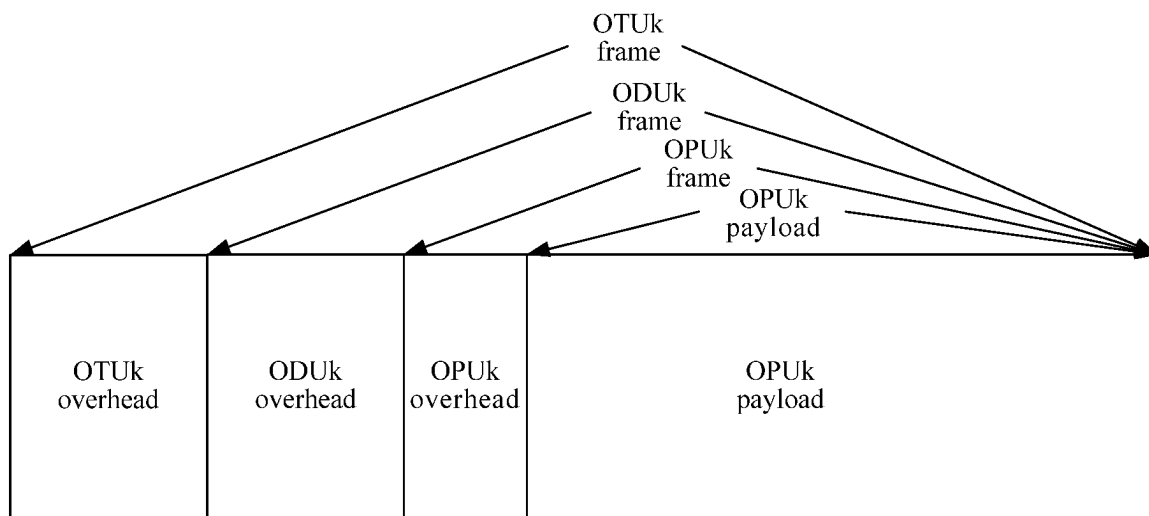 OTUk
frame
ODUk
frame
OPUk
frame
OPUk
payload
OTUk
overhead
ODUk
overhead
OPUk
overhead
OPUk
payload